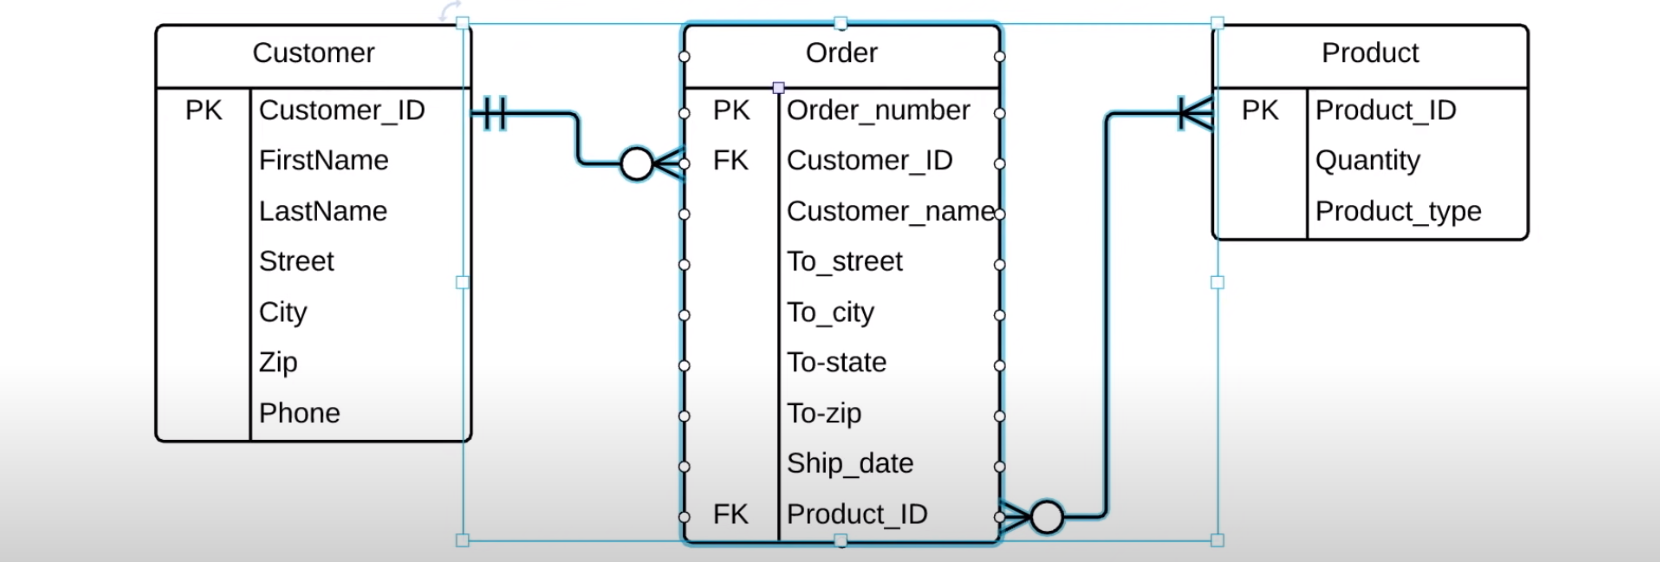 Customer
PK Customer_ID
FirstName
LastName
Street
City
Zip
Phone
Order
PK Order_number
FK Customer_ID
Customer_name
To_street
To_city
To-state
To-zip
Ship_date
FK Product_ID
Product
PK Product_ID
Quantity
Product_type